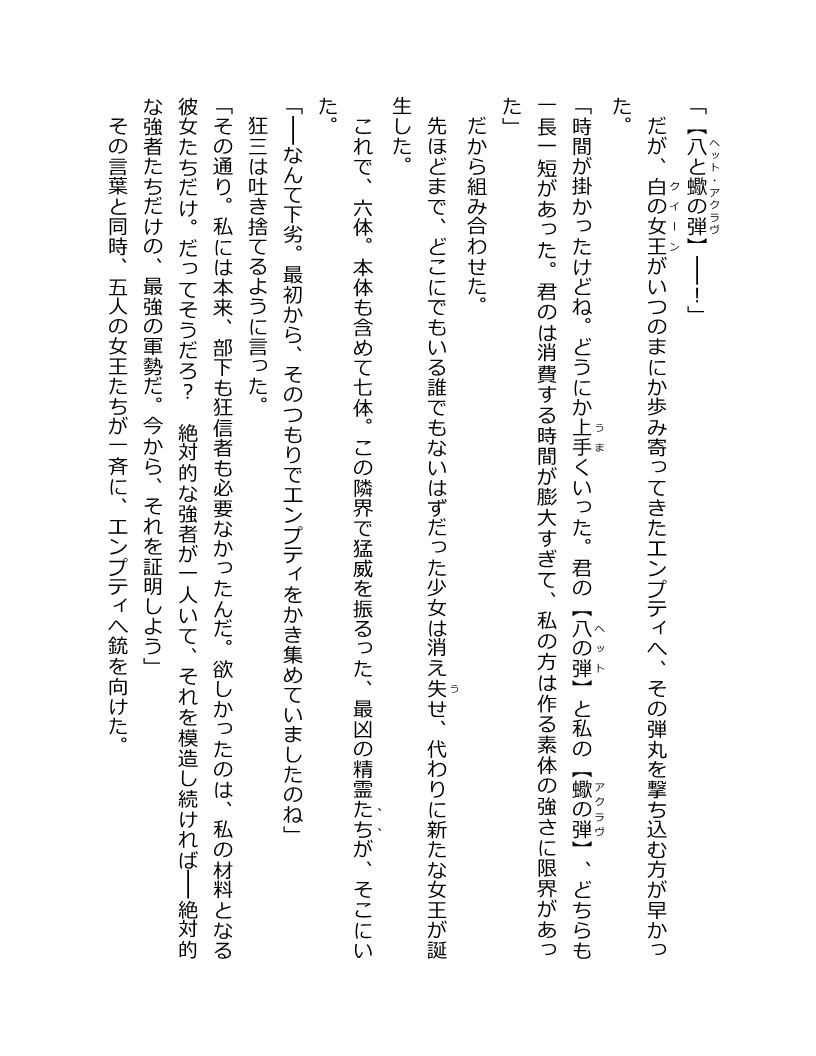 「【八と蠍の弾】――！」
だが、白の女王がいつのまにか歩み寄ってきたエンプティへ、その弾丸を撃ち込む方が早かっ
た。
「時間が掛かったけどね。どうにか上手くいった。君の【八の弾】と私の【蠍の弾】、どちらも
一長一短があった。君のは消費する時間が膨大すぎて、私の方は作る素体の強さに限界があっ
た」
だから組み合わせた。
先ほどまで、どこにでもいる誰でもないはずだった少女は消え失せ、代わりに新たな女王が誕
生した。
これで、六体。本体も含めて七体。この隣界で猛威を振るった、最凶の精霊たちが、そこにい
た。
「――なんて下劣。最初から、そのつもりでエンプティをかき集めていましたのね」
狂三は吐き捨てるように言った。
「その通り。私には本来、部下も狂信者も必要なかったんだ。欲しかったのは、私の材料となる
彼女たちだけ。だってそうだろ？　絶対的な強者が一人いて、それを模造し続ければ――絶対的
な強者たちだけの、最強の軍勢だ。今から、それを証明しよう」
その言葉と同時、五人の女王たちが一斉に、エンプティへ銃を向けた。